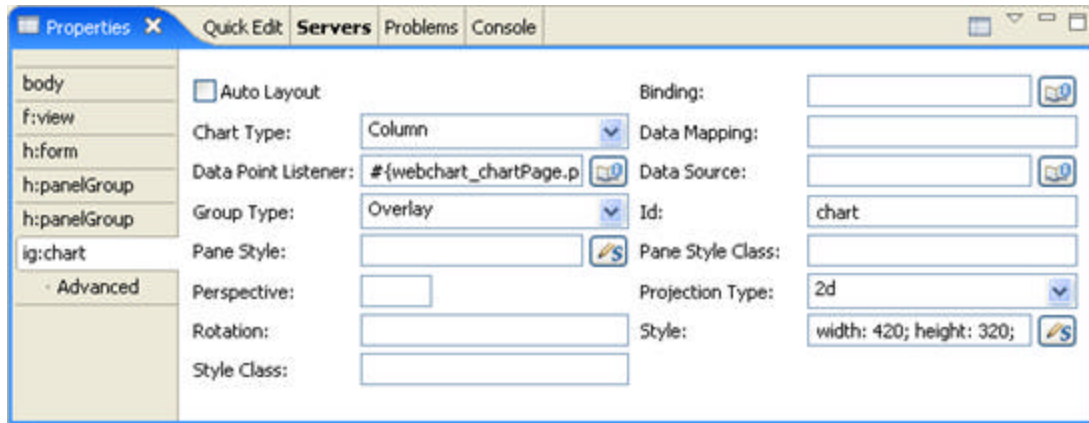 Properties Quick Edit Servers Problems Console
body
f:view
h:form
h:panelGroup
h:panelGroup
ig:chart
· Advanced
Auto Layout Binding:
Chart Type: Column Data Mapping:
Data Point Listener: #{webchart_chartPage.p Data Source:
Group Type: Overlay Id: chart
Pane Style: Pane Style Class:
Perspective: Projection Type: 2d
Rotation: Style: width: 420; height: 320;
Style Class: